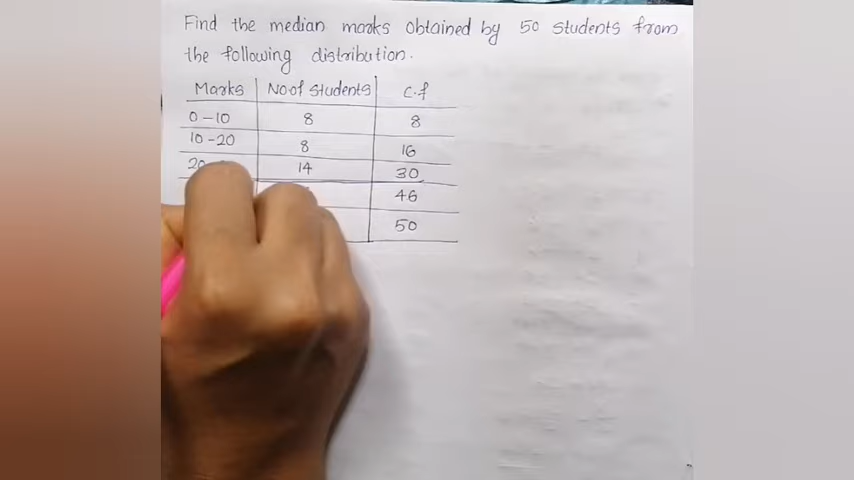 Find the median marks obtained by 50 students from
the following distribution.
Marks No of students c.f
0-10 8 8
10-20 8 16
20 14 30
46
50